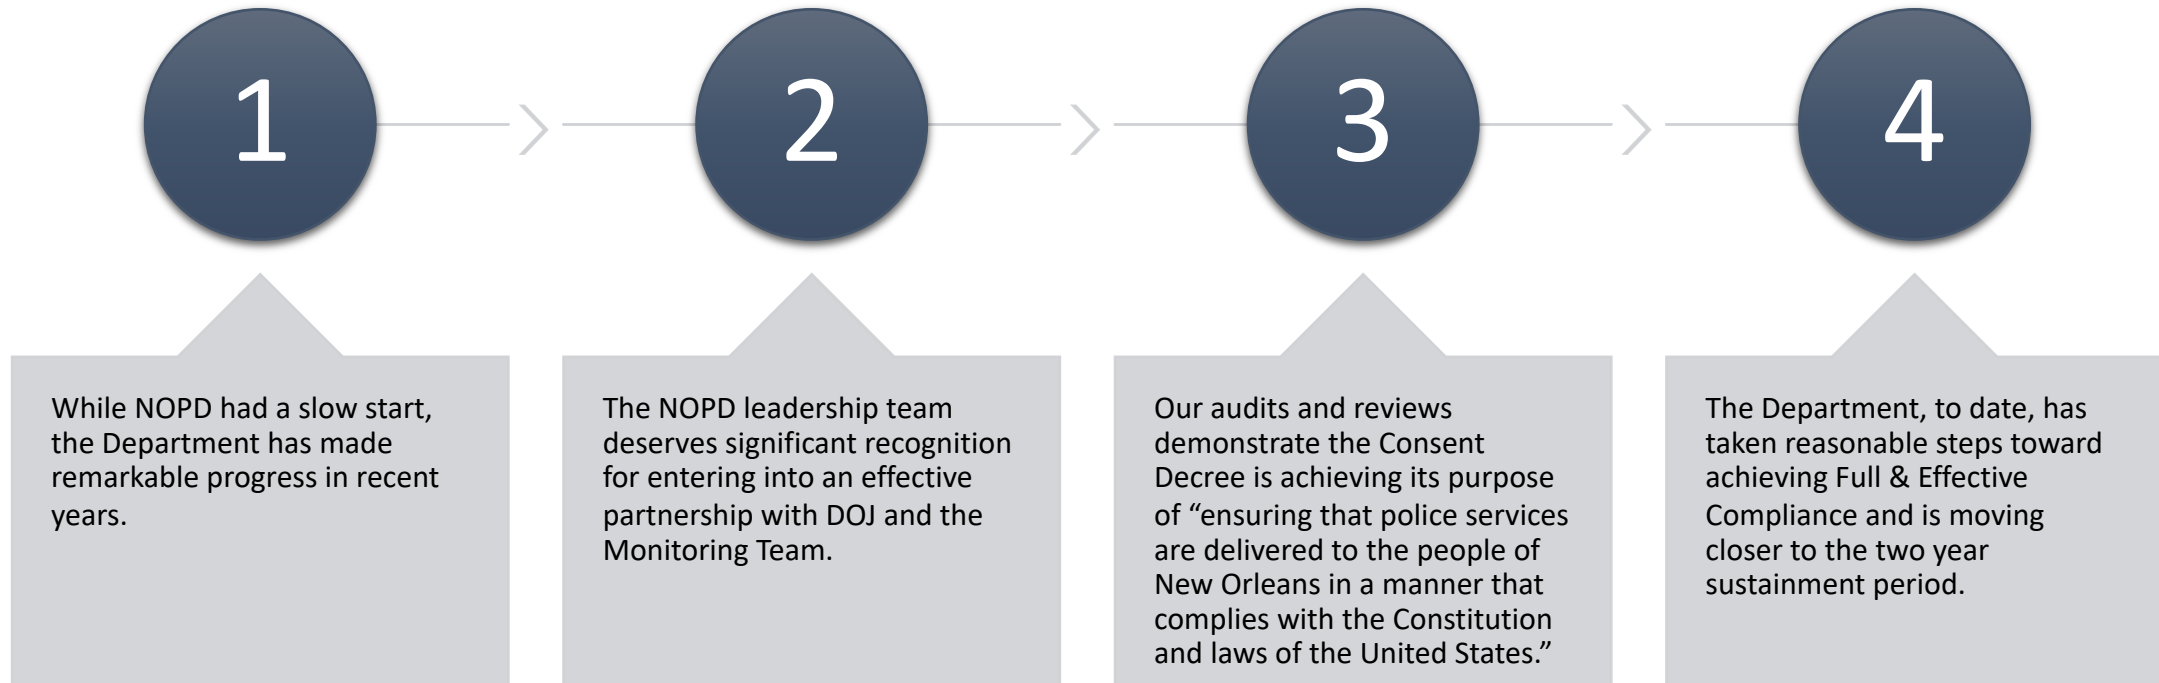 1
While NOPD had a slow start,
the Department has made
remarkable progress in recent
years.
2
The NOPD leadership team
deserves significant recognition
for entering into an effective
partnership with DOJ and the
Monitoring Team.
3
Our audits and reviews
demonstrate the Consent
Decree is achieving its purpose
of “ensuring that police services
are delivered to the people of
New Orleans in a manner that
complies with the Constitution
and laws of the United States.”
4
The Department, to date, has
taken reasonable steps toward
achieving Full & Effective
Compliance and is moving
closer to the two year
sustainment period.